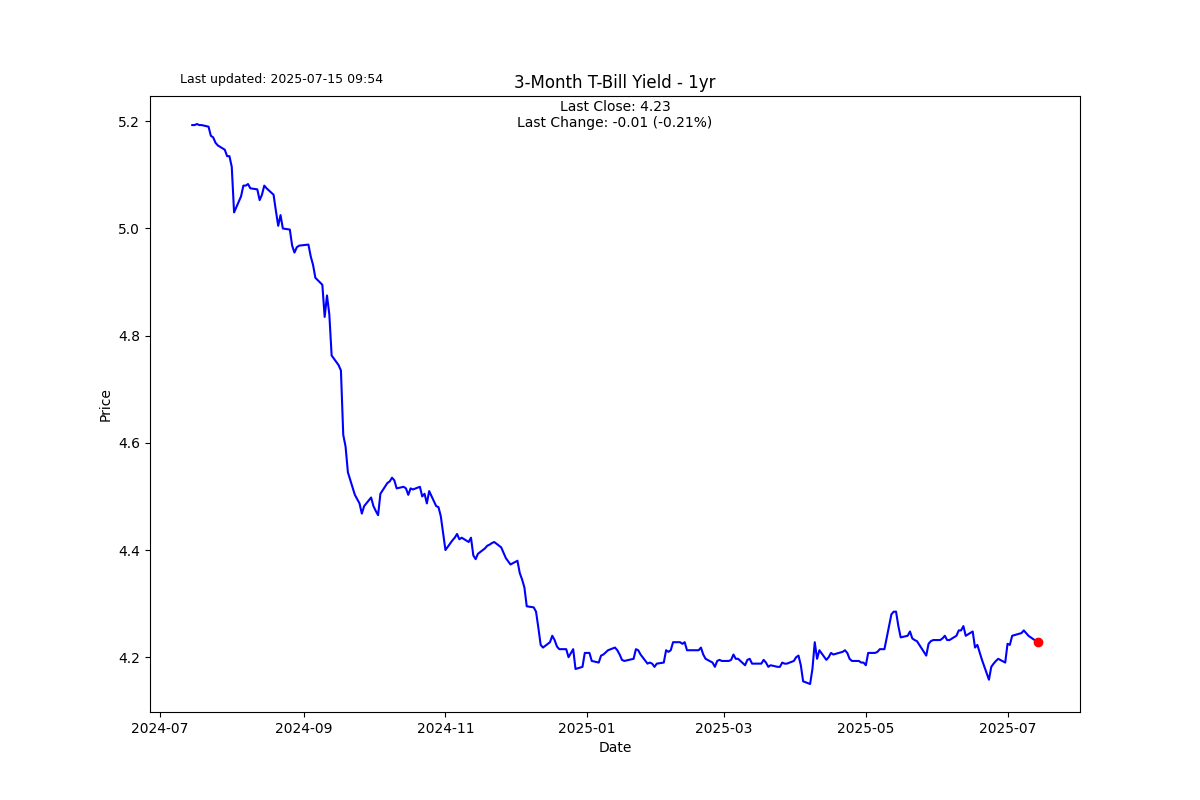 Last updated: 2025-07-15 09:54
3-Month T-Bill Yield - 1yr
Last Close: 4.23
Last Change: -0.01 (-0.21%)
5.2
5.0
4.8
4.6
4.4
4.2
Price
2024-07
2024-09
2024-11
2025-01
2025-03
2025-05
2025-07
Date